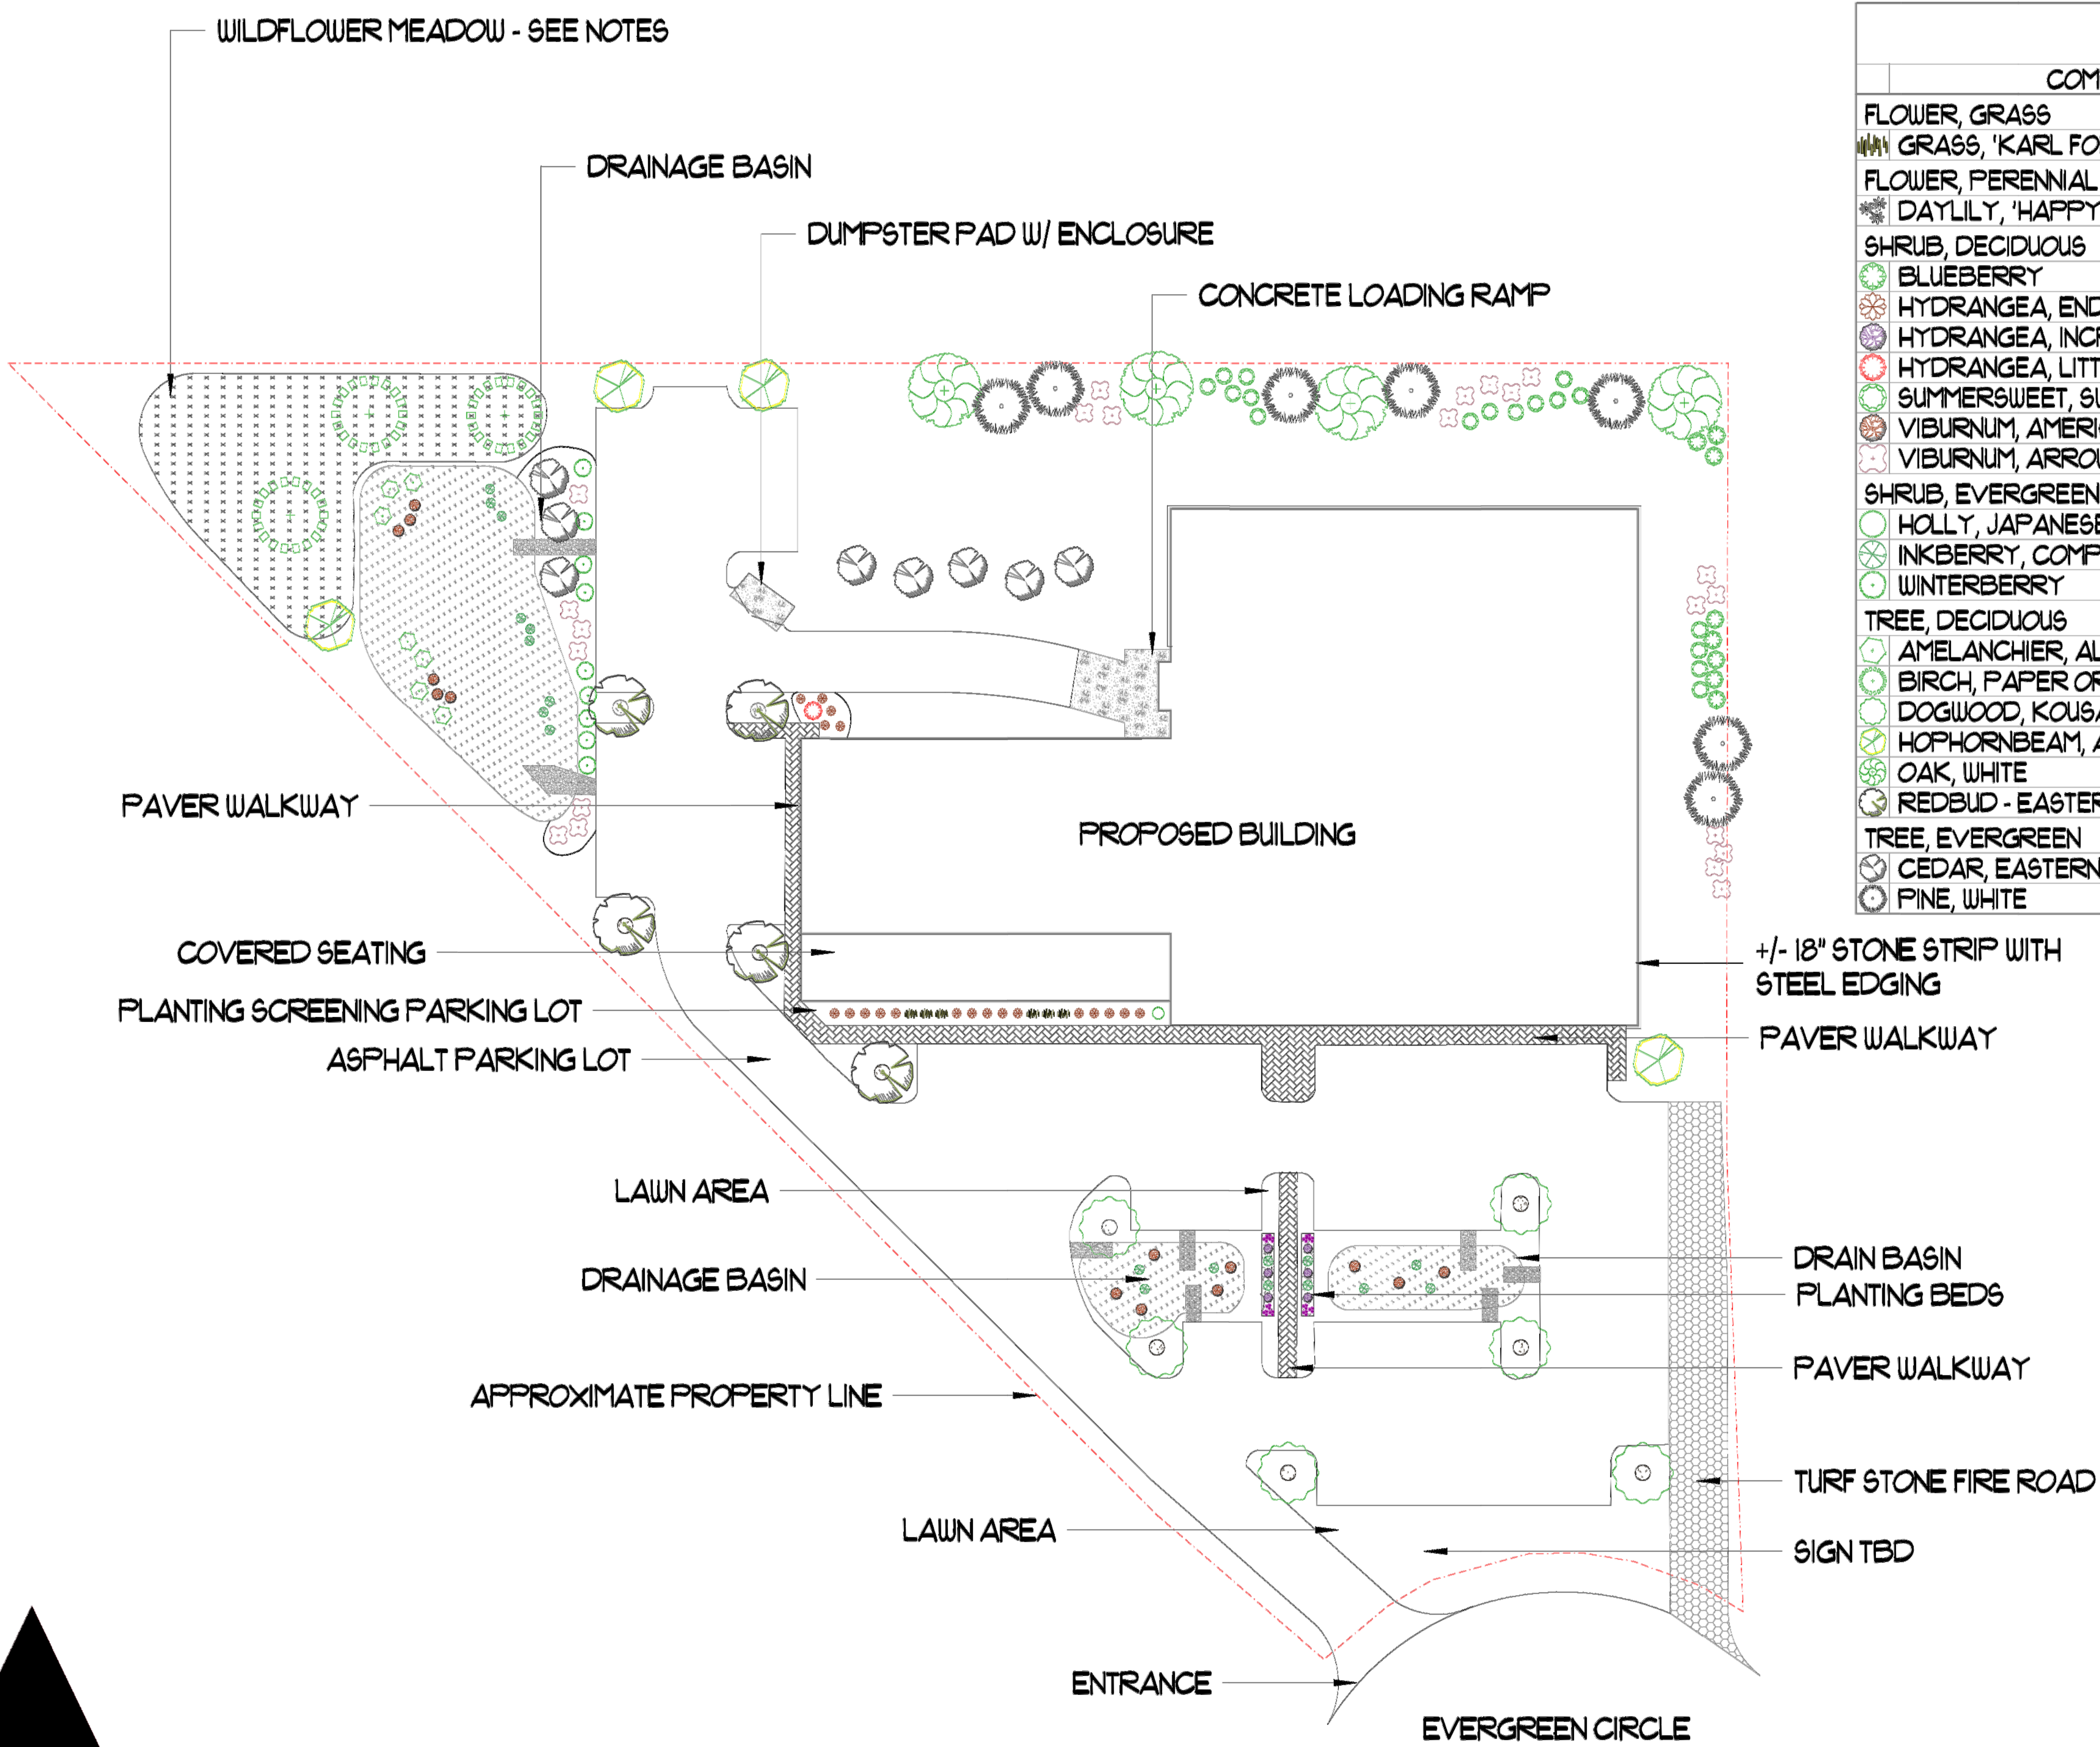 WILDFLOWER MEADOW - SEE NOTES
DRAINAGE BASIN
DUMPSTER PAD W/ ENCLOSURE
CONCRETE LOADING RAMP
PAVER WALKWAY
PROPOSED BUILDING
COVERED SEATING
PLANTING SCREENING PARKING LOT
ASPHALT PARKING LOT
+/- 18" STONE STRIP WITH
STEEL EDGING
PAVER WALKWAY
LAWN AREA
DRAINAGE BASIN
DRAIN BASIN
PLANTING BEDS
PAVER WALKWAY
APPROXIMATE PROPERTY LINE
TURF STONE FIRE ROAD
LAWN AREA
SIGN TBD
ENTRANCE
EVERGREEN CIRCLE
COM
FLOWER, GRASS
GRASS, 'KARL FO
FLOWER, PERENNIAL
DAYLILY, 'HAPPY
SHRUB, DECIDUOUS
BLUEBERRY
HYDRANGEA, END
HYDRANGEA, INCR
HYDRANGEA, LITT
SUMMERSWEET, SU
VIBURNUM, AMERI
VIBURNUM, ARROW
SHRUB, EVERGREEN
HOLLY, JAPANESE
INKBERRY, COMP
WINTERBERRY
TREE, DECIDUOUS
AMELANCHIER, AL
BIRCH, PAPER OR
DOGWOOD, KOUSA
HOPHORNBEAM, A
OAK, WHITE
REDBUD - EASTER
TREE, EVERGREEN
CEDAR, EASTERN
PINE, WHITE